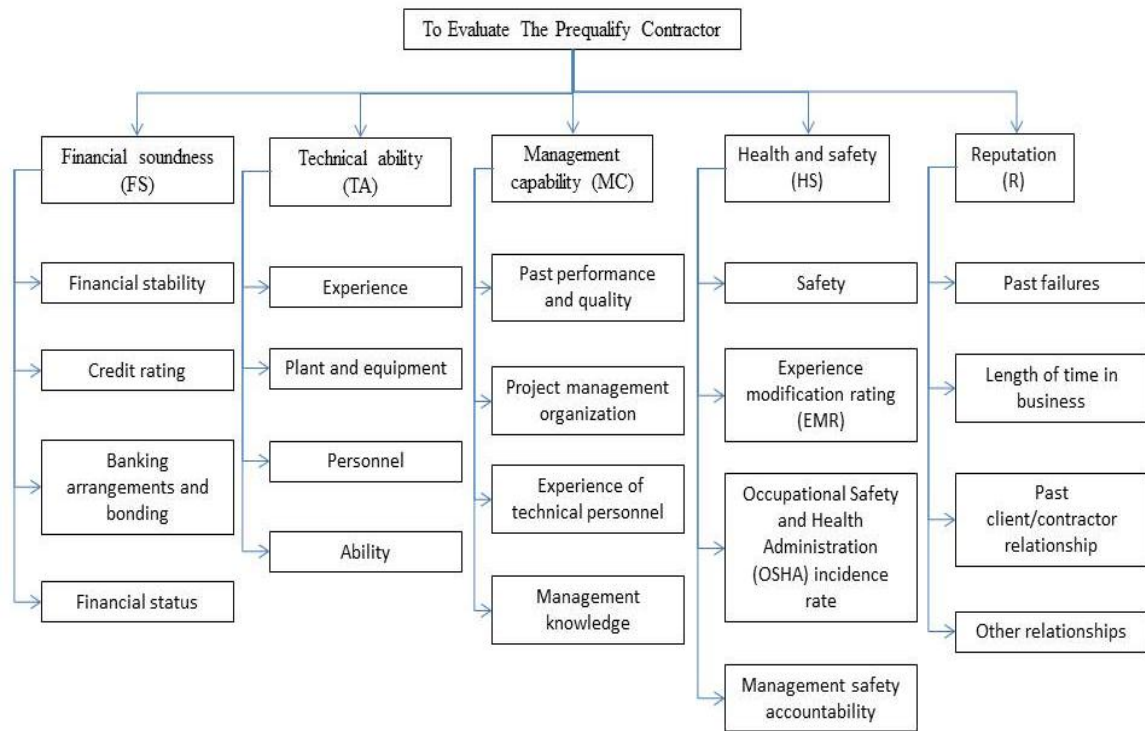 To Evaluate The Prequalify Contractor
Financial soundness
(FS)
Technical ability
(TA)
Management
capability (MC)
Health and safety
(HS)
Reputation
(R)
Financial stability
Credit rating
Banking
arrangements and
bonding
Financial status
Experience
Plant and equipment
Personnel
Ability
Past performance
and quality
Project management
organization
Experience of
technical personnel
Management
knowledge
Safety
Experience
modification rating
(EMR)
Occupational Safety
and Health
Administration
(OSHA) incidence
rate
Management safety
accountability
Past failures
Length of time in
business
Past
client/contractor
relationship
Other relationships